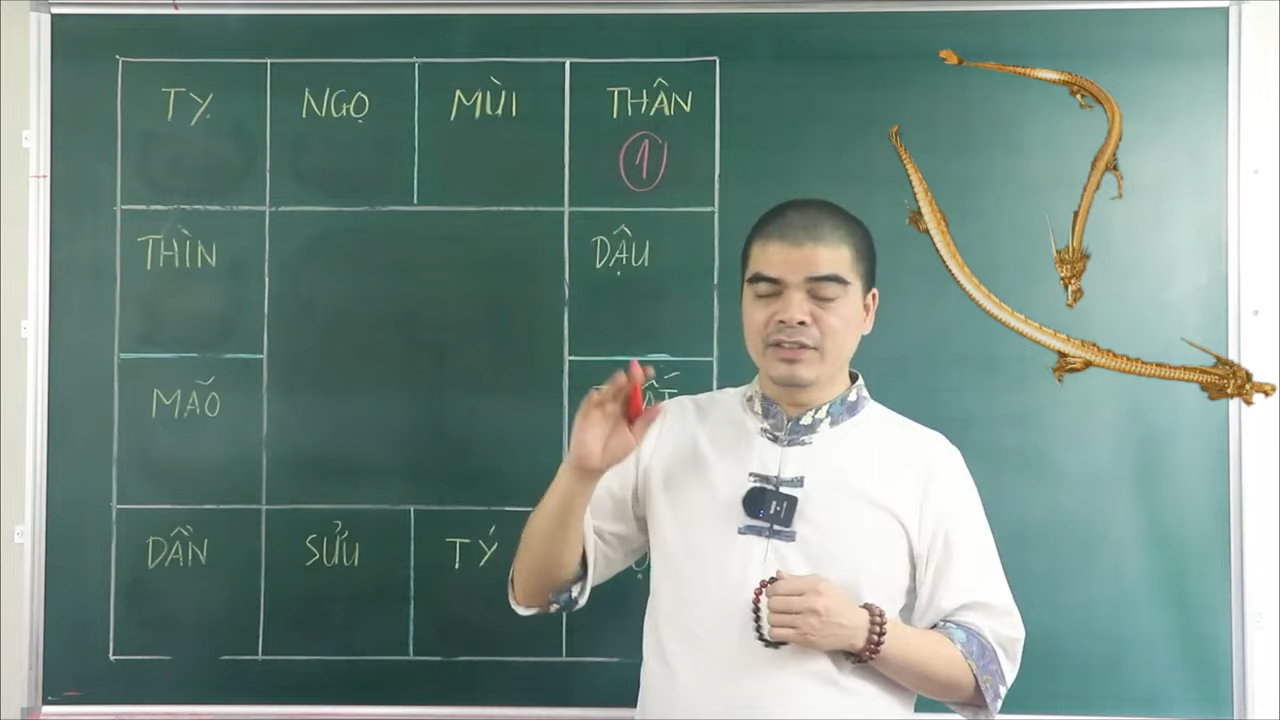 TỴ NGỌ MÙI THÂN
1
THÌN DẬU
MÃO
DẦN SỬU TÝ